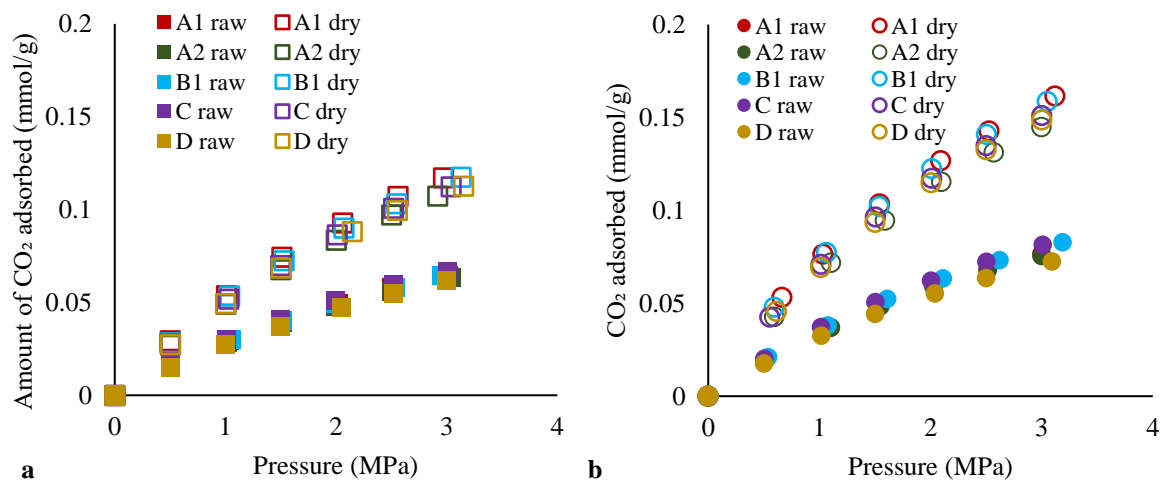 Amount of CO₂ adsorbed (mmol/g)
0.2
0.15
0.1
0.05
0
A1 raw A1 dry
A2 raw A2 dry
B1 raw B1 dry
C raw C dry
D raw D dry
0 1 2 3 4
Pressure (MPa)
a
CO₂ adsorbed (mmol/g)
0.2
0.15
0.1
0.05
0
A1 raw A1 dry
A2 raw A2 dry
B1 raw B1 dry
C raw C dry
D raw D dry
0 1 2 3 4
Pressure (MPa)
b